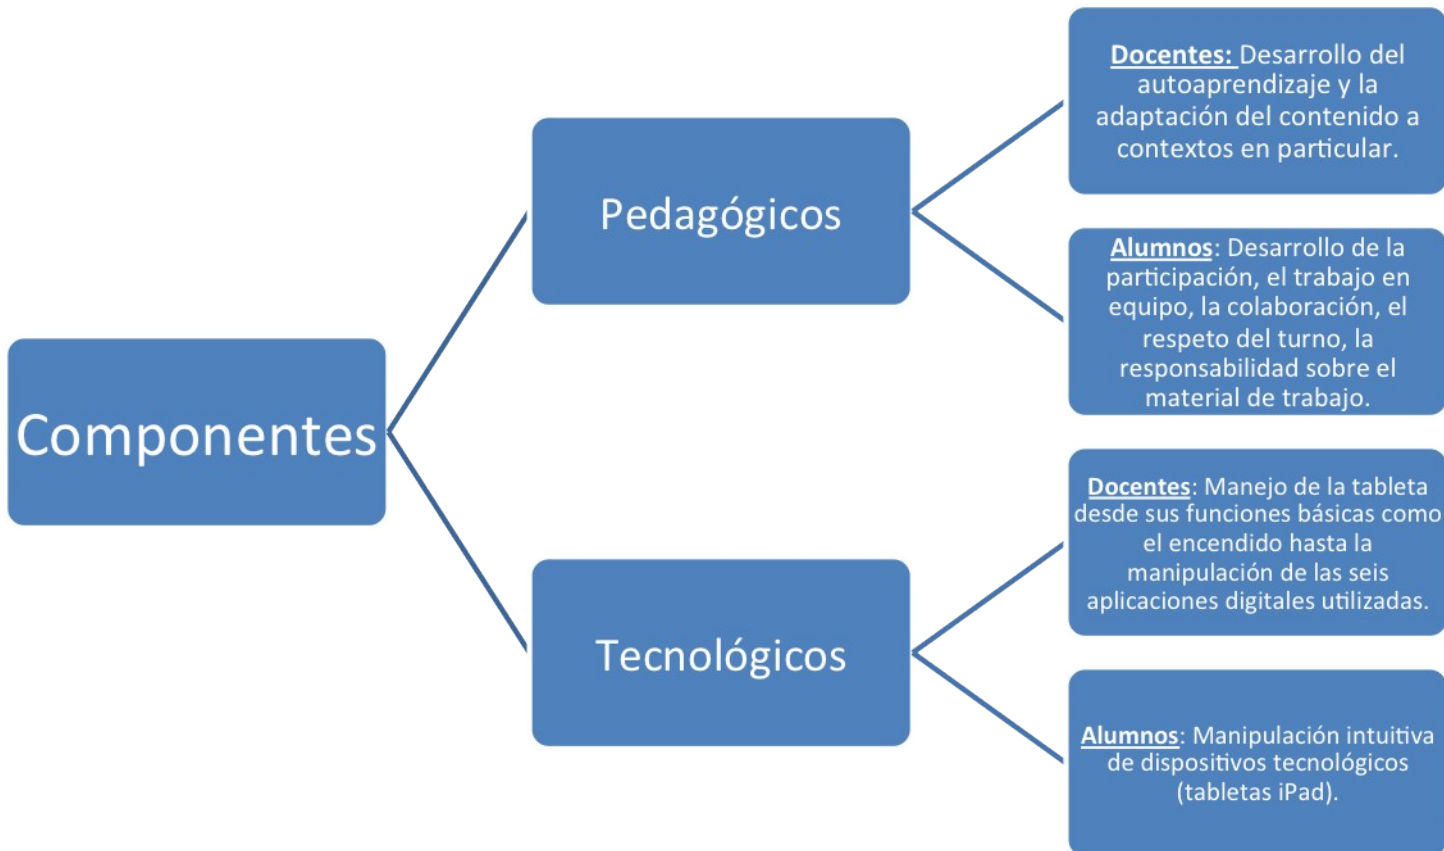 Componentes
Pedagógicos
Docentes: Desarrollo del
autoaprendizaje y la
adaptación del contenido a
contextos en particular.
Alumnos: Desarrollo de la
participación, el trabajo en
equipo, la colaboración, el
respeto del turno, la
responsabilidad sobre el
material de trabajo.
Tecnológicos
Docentes: Manejo de la tableta
desde sus funciones básicas como
el encendido hasta la
manipulación de las seis
aplicaciones digitales utilizadas.
Alumnos: Manipulación intuitiva
de dispositivos tecnológicos
(tabletas iPad).